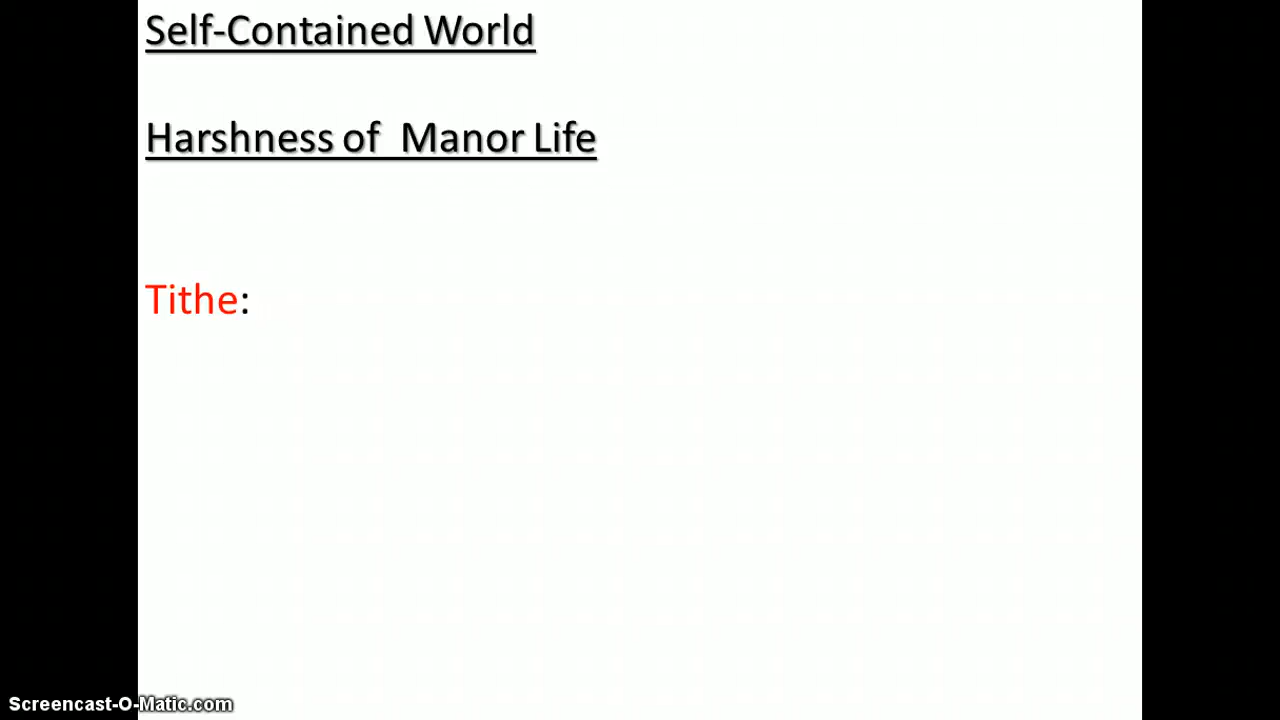 Self-Contained World
Harshness of Manor Life
Tithe:
Screencast-O-Matic.com